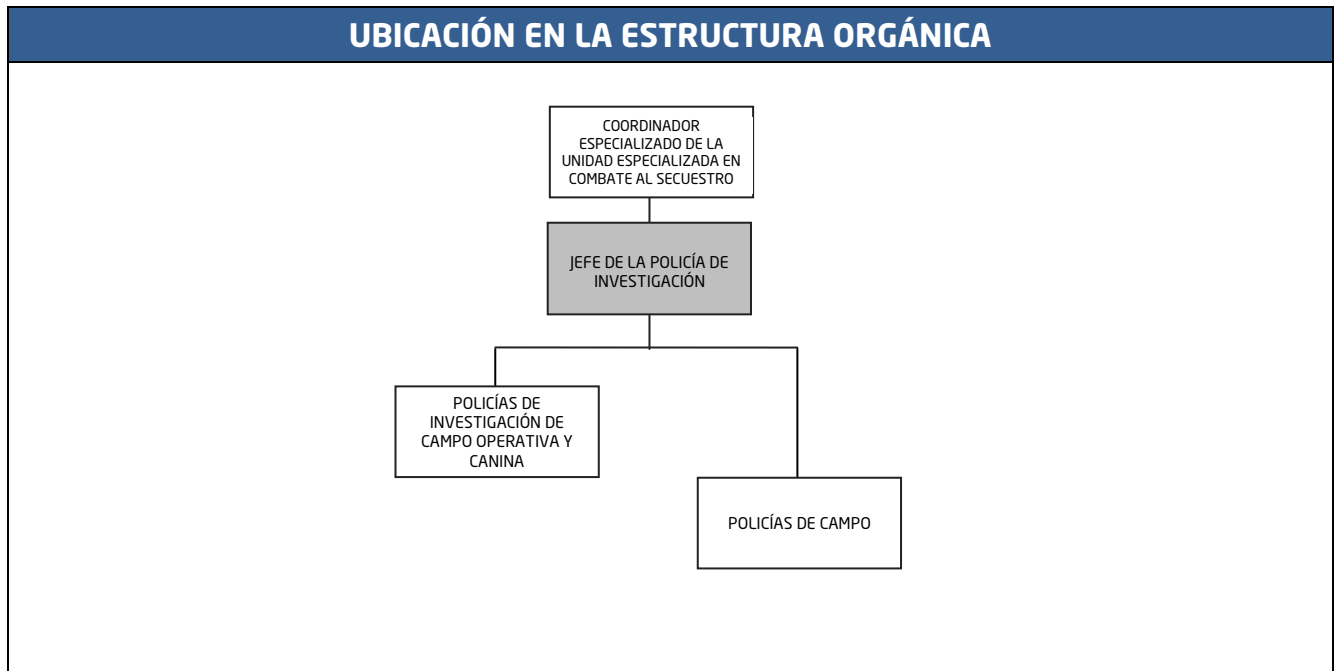 UBICACIÓN EN LA ESTRUCTURA ORGÁNICA
COORDINADOR
ESPECIALIZADO DE LA
UNIDAD ESPECIALIZADA EN
COMBATE AL SECUESTRO
JEFE DE LA POLICÍA DE
INVESTIGACIÓN
POLICÍAS DE
INVESTIGACIÓN DE
CAMPO OPERATIVA Y
CANINA
POLICÍAS DE CAMPO